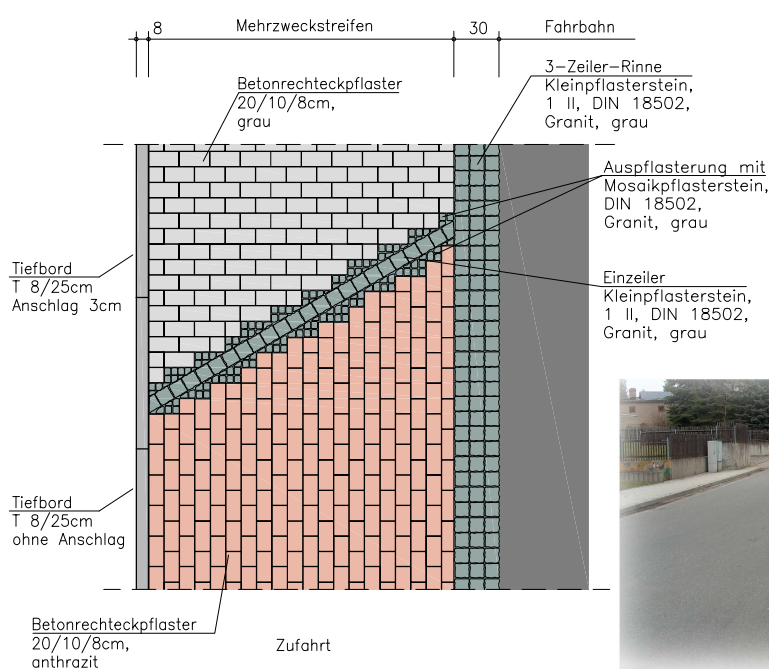 8 Mehrzweckstreifen 30 Fahrbahn
3-Zeiler-Rinne
Kleinpflasterstein,
1 II, DIN 18502,
Granit, grau
Betonrechteckpflaster
20/10/8cm,
grau
Auspflasterung mit
Mosaikpflasterstein,
DIN 18502,
Granit, grau
Tiefbord
T 8/25cm
Anschlag 3cm
Einzeiler
Kleinpflasterstein,
1 II, DIN 18502,
Granit, grau
Tiefbord
T 8/25cm
ohne Anschlag
Betonrechteckpflaster
20/10/8cm,
anthrazit
Zufahrt